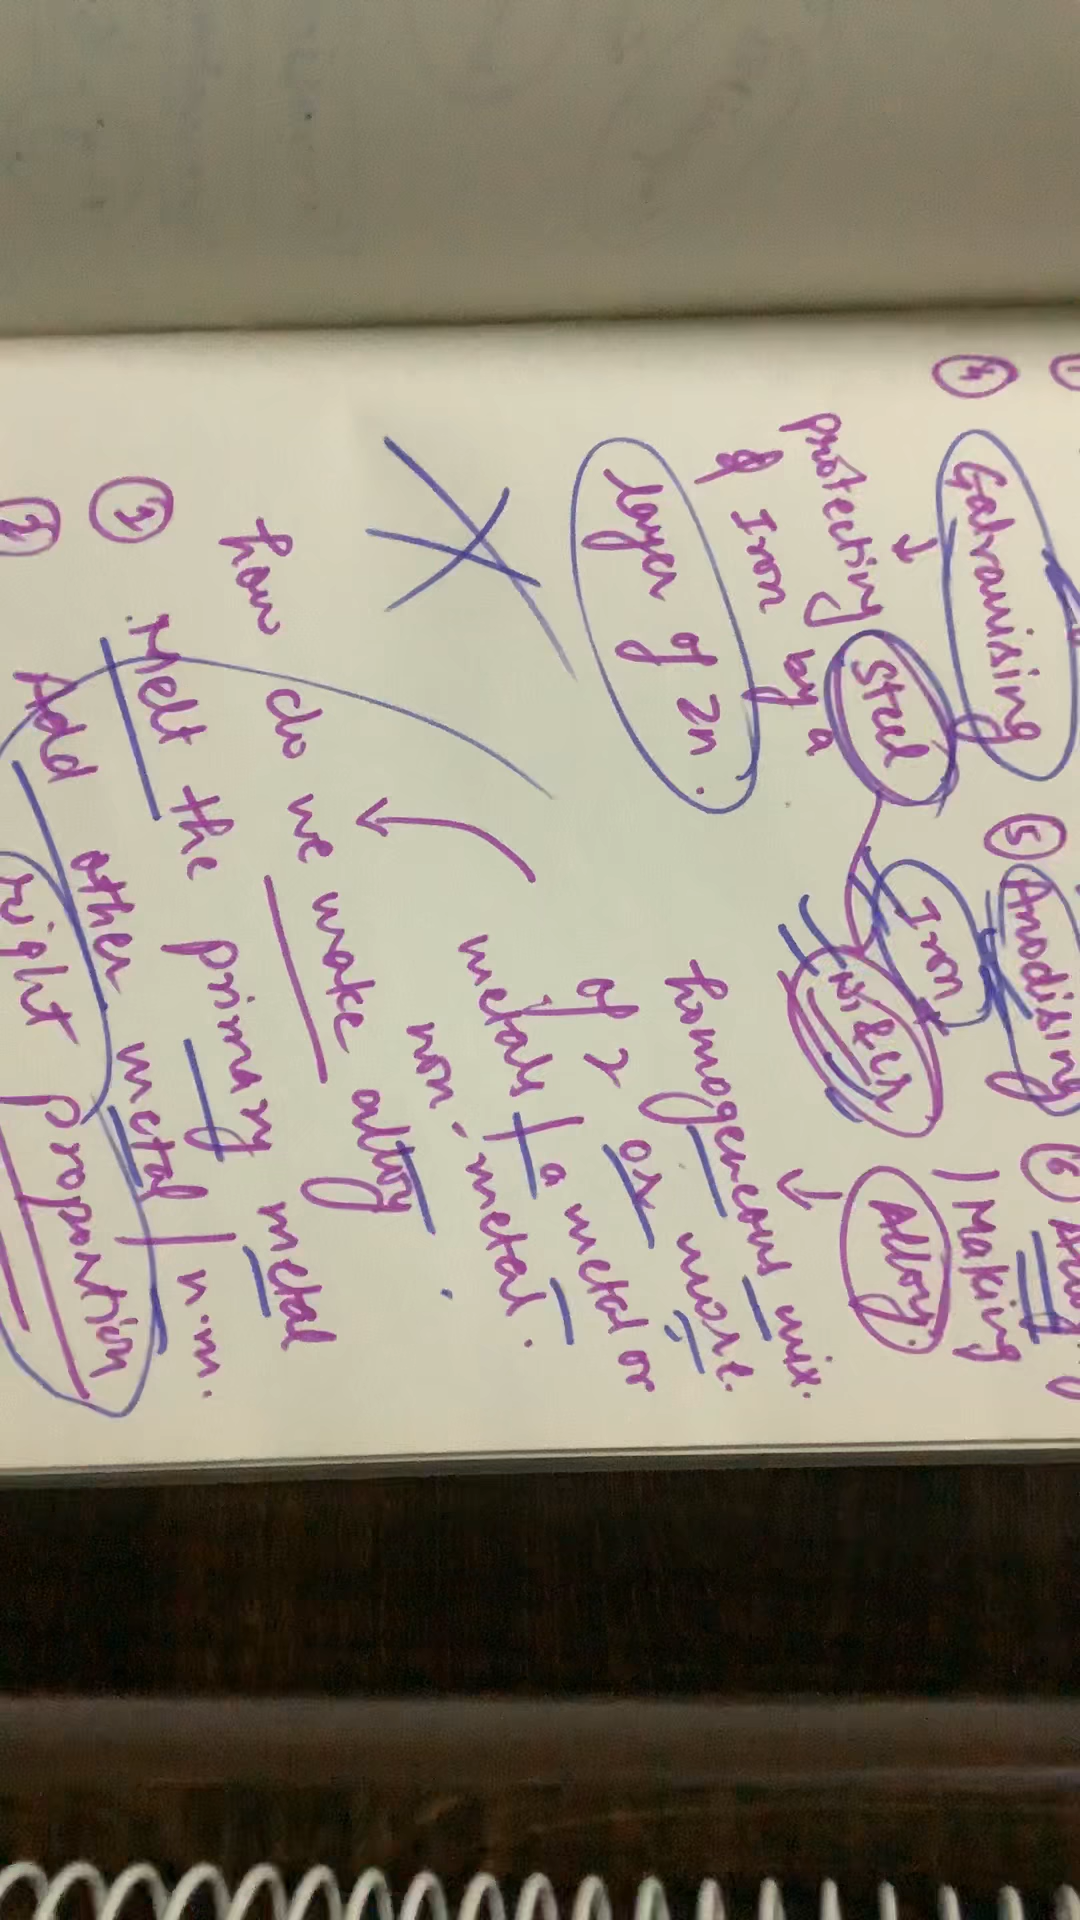 ④ Galvanising ⑤ Anodising ⑥
↓
protecting Steel
& Iron by a
layer of Zn.
Iron
Ni & Cr
Making
Alloy.
↓
homogeneous mix.
of 2 or more.
metals / a metal or
non-metal.
how do we make alloy
① Melt the primary metal
② Add other metal / n.m.
right proportion